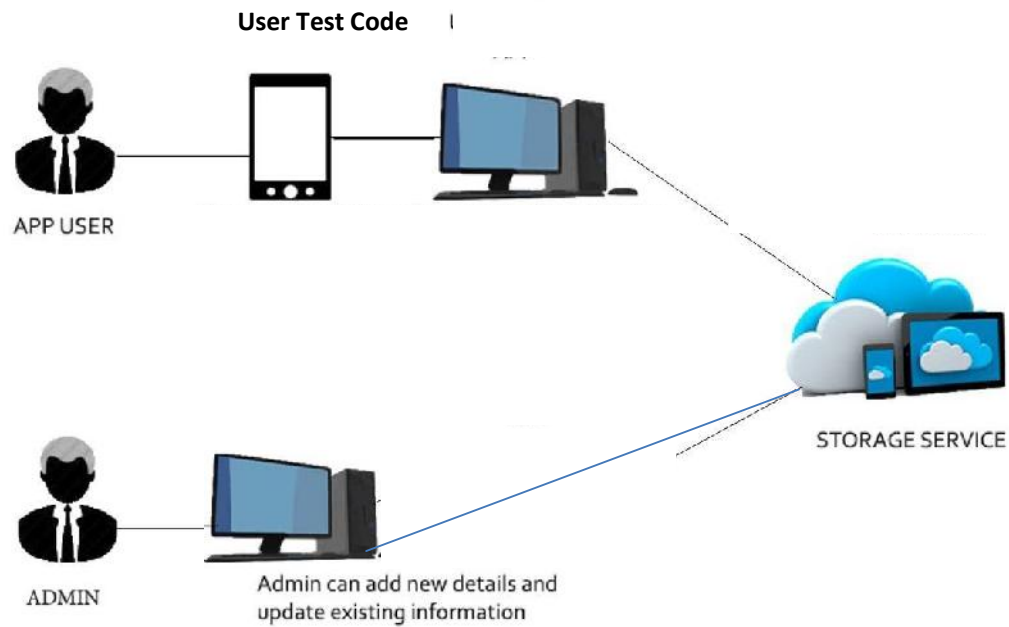 User Test Code
APP USER
STORAGE SERVICE
ADMIN
Admin can add new details and
update existing information